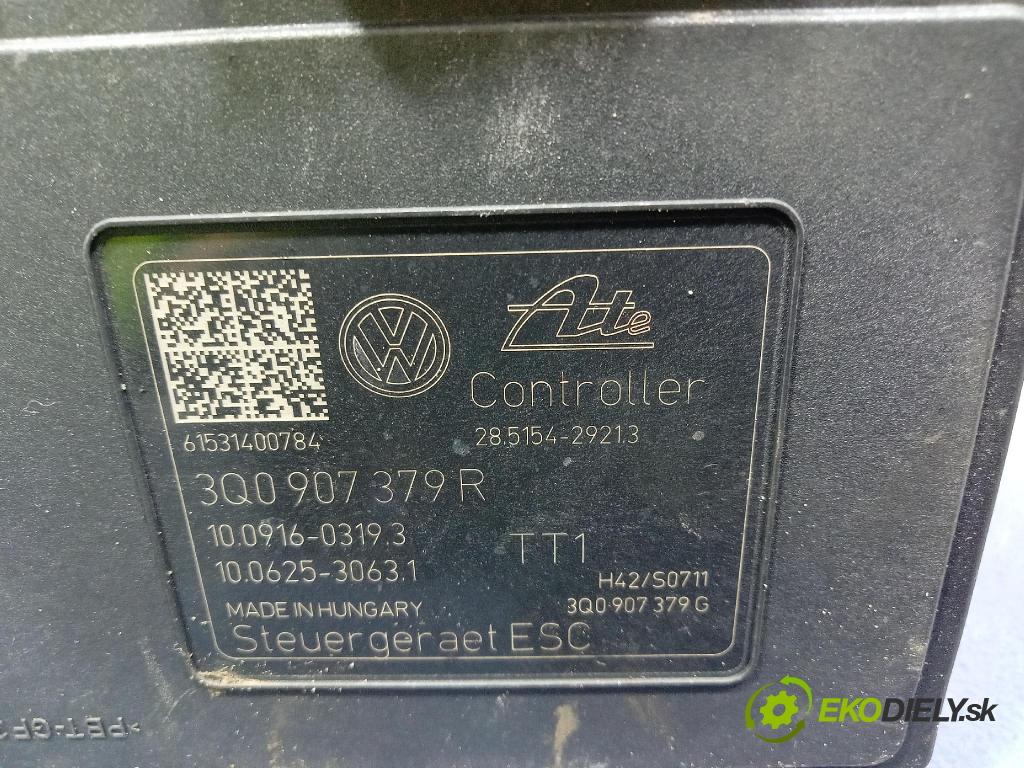 Ate
Controller
61531400784
28.5154-2921.3
3Q0 907 379 R
10.0916-0319.3
TT1
10.0625-3063.1
H42/S0711
MADE IN HUNGARY
3Q0 907 379 G
Steuergeraet ESC
EKODIELY.sk